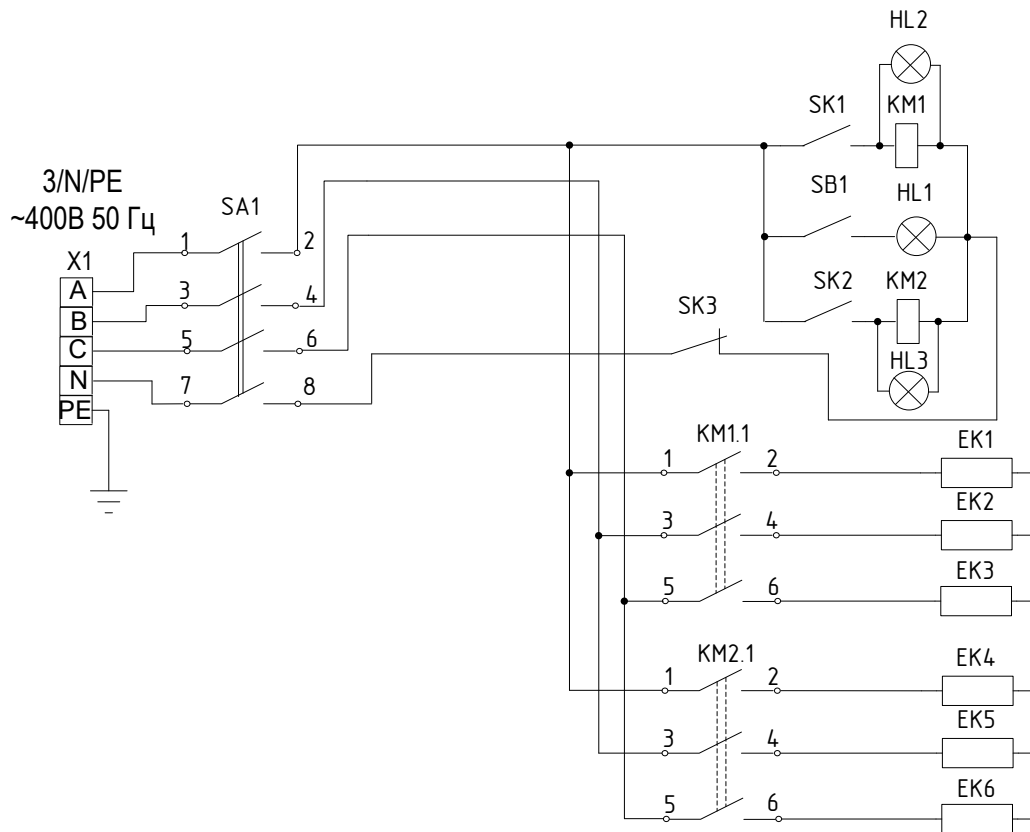 HL2
SK1
KM1
3/N/PE
~400В 50 Гц
SA1
SB1
HL1
X1
1
2
A
3
4
SK2
KM2
B
5
6
SK3
C
HL3
N
7
8
PE
KM1.1
EK1
1
2
EK2
3
4
EK3
5
6
KM2.1
EK4
1
2
EK5
3
4
EK6
5
6